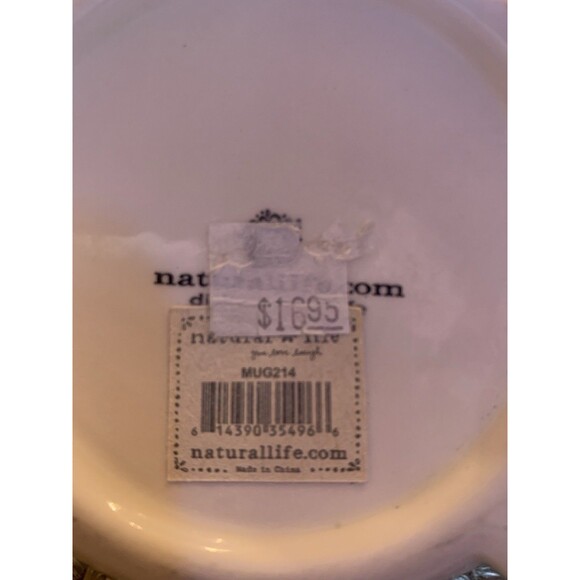 naturallife.com
$16.95
natural life
MUG214
6 14390 35496 6
naturallife.com
Made in China